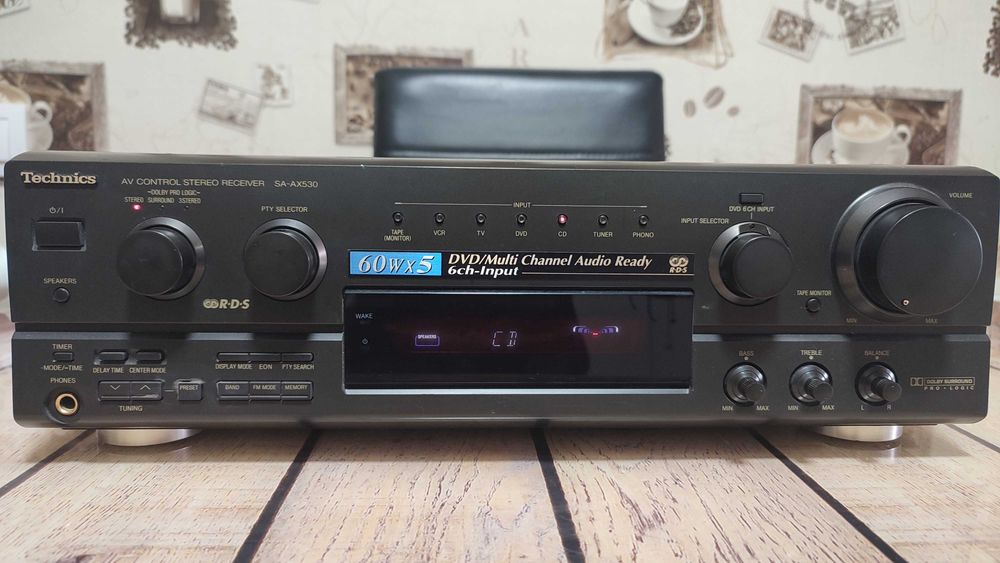 Technics
AV CONTROL STEREO RECEIVER SA-AX530
DOLBY PRO LOGIC
STEREO SURROUND 3STEREO
PTY SELECTOR
R·D·S
SPEAKERS
INPUT
TAPE
(MONITOR)
VCR
TV
DVD
CD
TUNER
PHONO
60W x 5
DVD/Multi Channel Audio Ready
6ch-Input
R·D·S
DVD 6CH INPUT
INPUT SELECTOR
TAPE MONITOR
VOLUME
MIN
MAX
WAKE
SPEAKERS
CD
TIMER
-MODE/-TIME
PHONES
DELAY TIME
CENTER MODE
TUNING
PRESET
DISPLAY MODE
EON
PTY SEARCH
BAND
FM MODE
MEMORY
BASS
MIN
MAX
TREBLE
MIN
MAX
BALANCE
L
R
DOLBY SURROUND
PRO·LOGIC